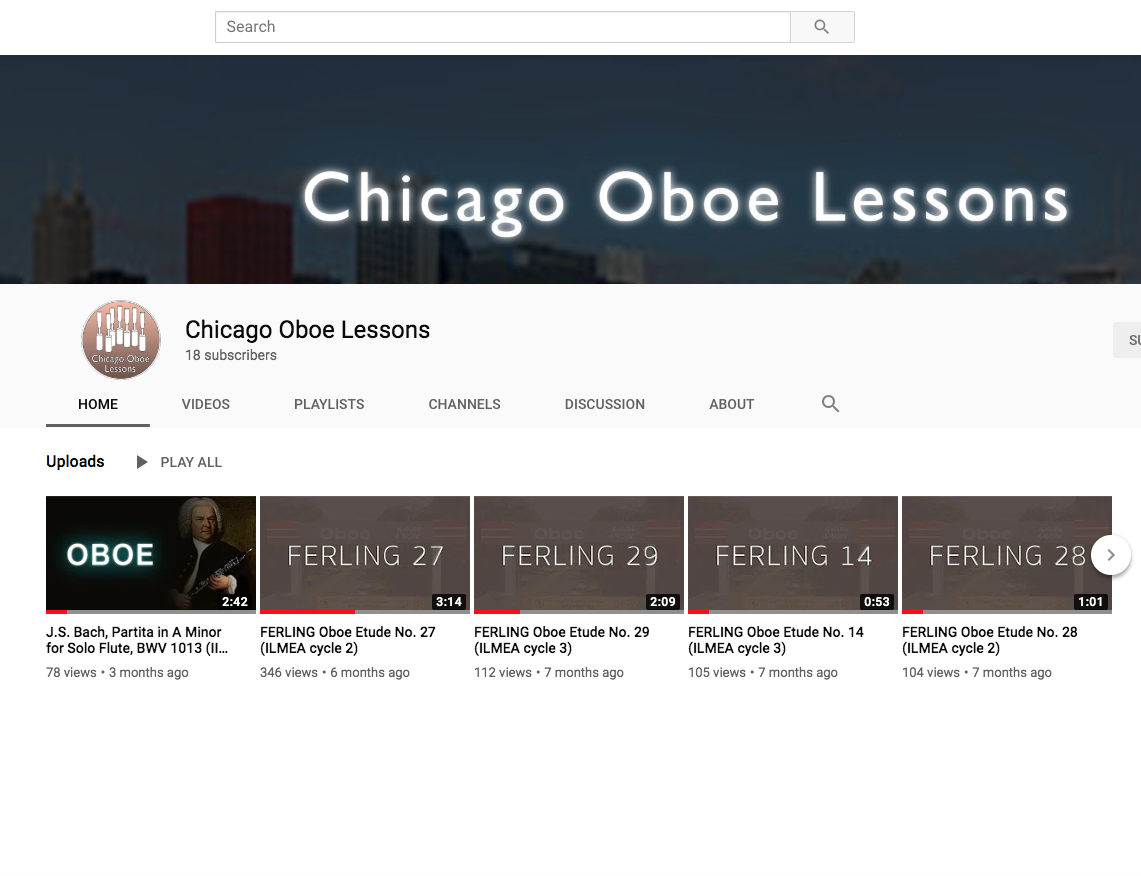 Search
Chicago Oboe Lessons
Chicago Oboe
Lessons
Chicago Oboe Lessons
18 subscribers
SU
HOME VIDEOS PLAYLISTS CHANNELS DISCUSSION ABOUT
Uploads PLAY ALL
OBOE
2:42
FERLING 27
3:14
FERLING 29
2:09
FERLING 14
0:53
FERLING 28
1:01
J.S. Bach, Partita in A Minor
for Solo Flute, BWV 1013 (II...
78 views • 3 months ago
FERLING Oboe Etude No. 27
(ILMEA cycle 2)
346 views • 6 months ago
FERLING Oboe Etude No. 29
(ILMEA cycle 3)
112 views • 7 months ago
FERLING Oboe Etude No. 14
(ILMEA cycle 3)
105 views • 7 months ago
FERLING Oboe Etude No. 28
(ILMEA cycle 2)
104 views • 7 months ago